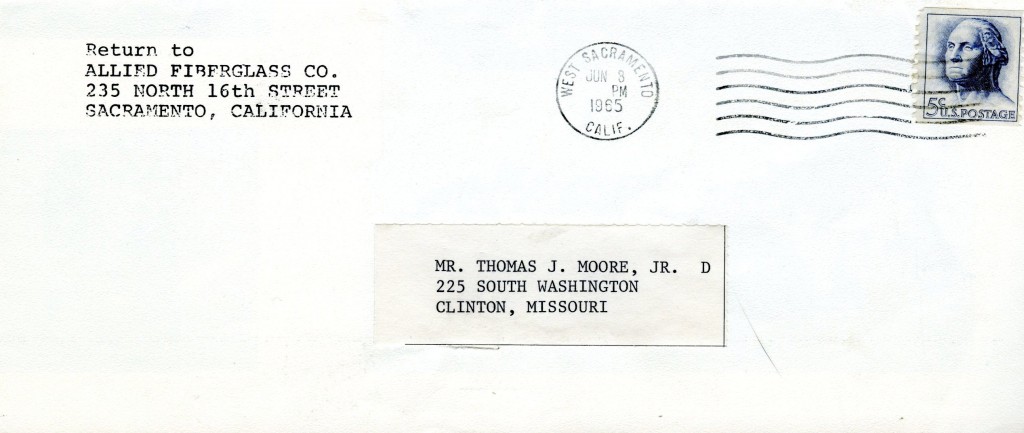 Return to
ALLIED FIBERGLASS CO.
235 NORTH 16th STREET
SACRAMENTO, CALIFORNIA
WEST SACRAMENTO
JUN 8
PM
1965
CALIF.
5¢ U.S. POSTAGE
MR. THOMAS J. MOORE, JR. D
225 SOUTH WASHINGTON
CLINTON, MISSOURI